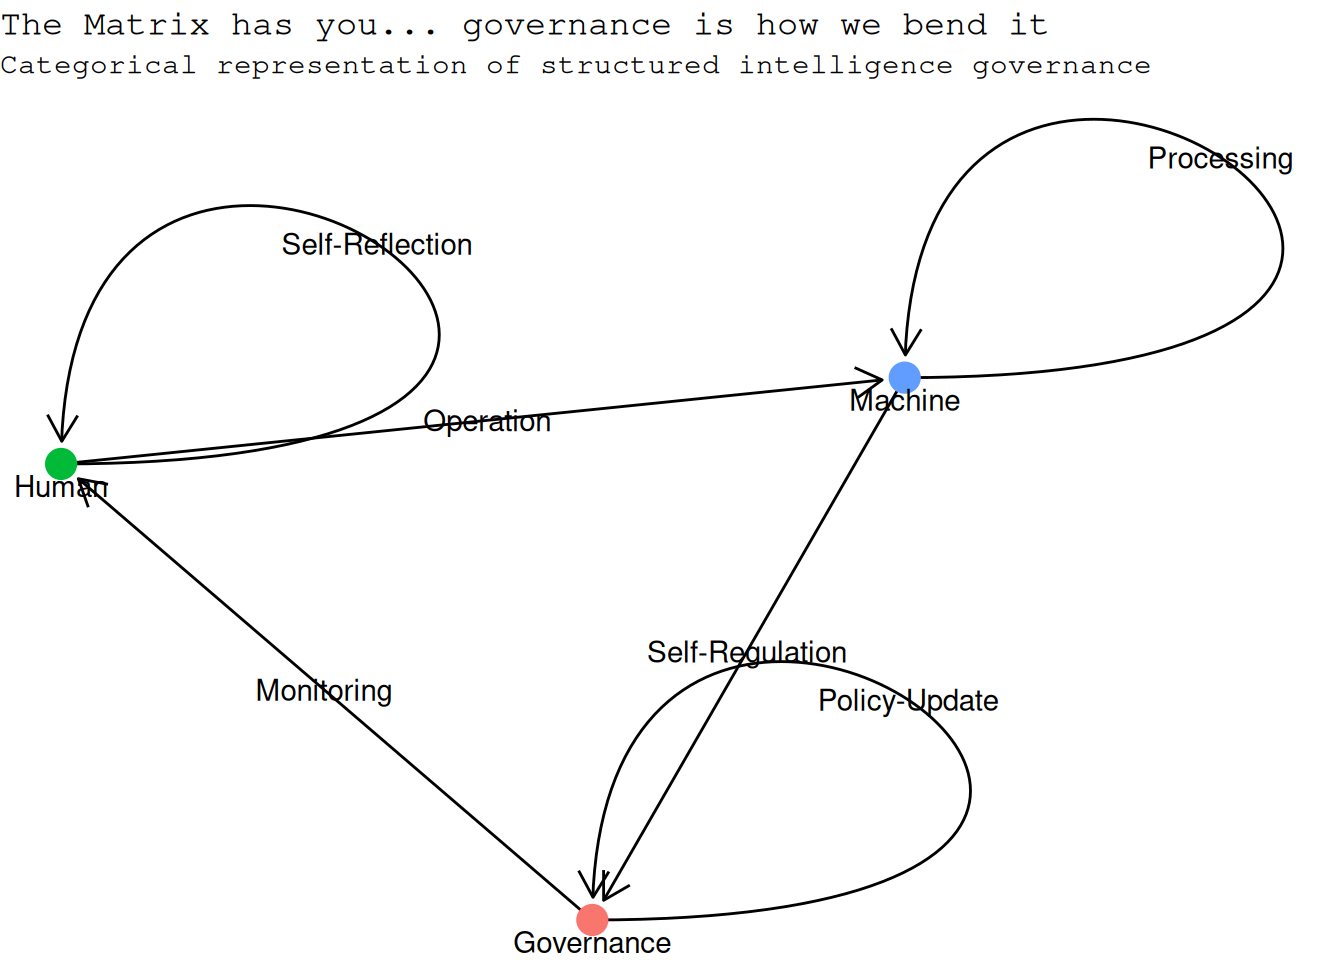 The Matrix has you... governance is how we bend it
Categorical representation of structured intelligence governance
Processing
Self-Reflection
Machine
Operation
Human
Self-Regulation
Monitoring
Policy-Update
Governance